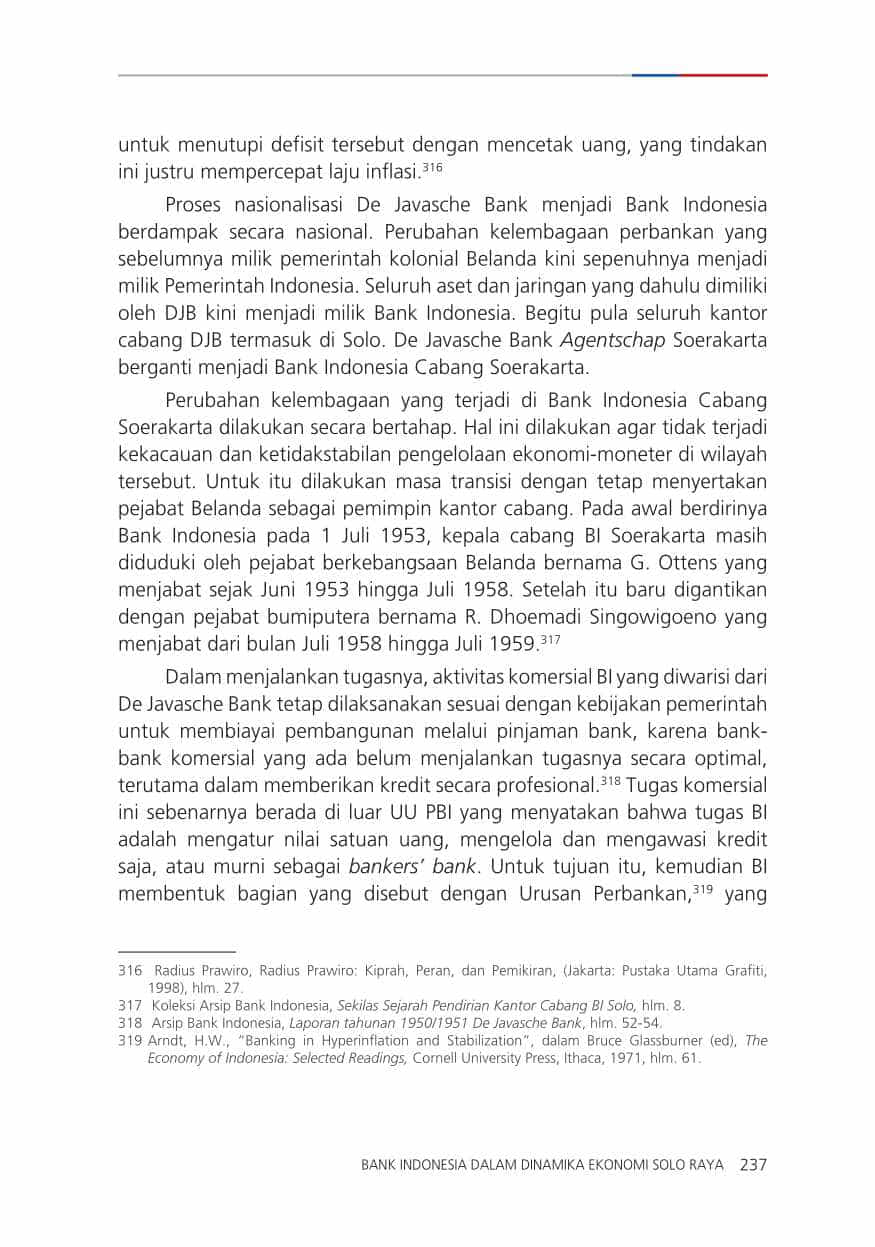 untuk menutupi defisit tersebut dengan mencetak uang, yang tindakan
ini justru mempercepat laju inflasi.³¹⁶
Proses nasionalisasi De Javasche Bank menjadi Bank Indonesia
berdampak secara nasional. Perubahan kelembagaan perbankan yang
sebelumnya milik pemerintah kolonial Belanda kini sepenuhnya menjadi
milik Pemerintah Indonesia. Seluruh aset dan jaringan yang dahulu dimiliki
oleh DJB kini menjadi milik Bank Indonesia. Begitu pula seluruh kantor
cabang DJB termasuk di Solo. De Javasche Bank Agentschap Soerakarta
berganti menjadi Bank Indonesia Cabang Soerakarta.
Perubahan kelembagaan yang terjadi di Bank Indonesia Cabang
Soerakarta dilakukan secara bertahap. Hal ini dilakukan agar tidak terjadi
kekacauan dan ketidakstabilan pengelolaan ekonomi-moneter di wilayah
tersebut. Untuk itu dilakukan masa transisi dengan tetap menyertakan
pejabat Belanda sebagai pemimpin kantor cabang. Pada awal berdirinya
Bank Indonesia pada 1 Juli 1953, kepala cabang BI Soerakarta masih
diduduki oleh pejabat berkebangsaan Belanda bernama G. Ottens yang
menjabat sejak Juni 1953 hingga Juli 1958. Setelah itu baru digantikan
dengan pejabat bumiputera bernama R. Dhoemadi Singowigoeno yang
menjabat dari bulan Juli 1958 hingga Juli 1959.³¹⁷
Dalam menjalankan tugasnya, aktivitas komersial BI yang diwarisi dari
De Javasche Bank tetap dilaksanakan sesuai dengan kebijakan pemerintah
untuk membiayai pembangunan melalui pinjaman bank, karena bank-
bank komersial yang ada belum menjalankan tugasnya secara optimal,
terutama dalam memberikan kredit secara profesional.³¹⁸ Tugas komersial
ini sebenarnya berada di luar UU PBI yang menyatakan bahwa tugas BI
adalah mengatur nilai satuan uang, mengelola dan mengawasi kredit
saja, atau murni sebagai bankers’ bank. Untuk tujuan itu, kemudian BI
membentuk bagian yang disebut dengan Urusan Perbankan,³¹⁹ yang
316 Radius Prawiro, Radius Prawiro: Kiprah, Peran, dan Pemikiran, (Jakarta: Pustaka Utama Grafiti,
1998), hlm. 27.
317 Koleksi Arsip Bank Indonesia, Sekilas Sejarah Pendirian Kantor Cabang BI Solo, hlm. 8.
318 Arsip Bank Indonesia, Laporan tahunan 1950/1951 De Javasche Bank, hlm. 52-54.
319 Arndt, H.W., “Banking in Hyperinflation and Stabilization”, dalam Bruce Glassburner (ed), The
Economy of Indonesia: Selected Readings, Cornell University Press, Ithaca, 1971, hlm. 61.
BANK INDONESIA DALAM DINAMIKA EKONOMI SOLO RAYA 237